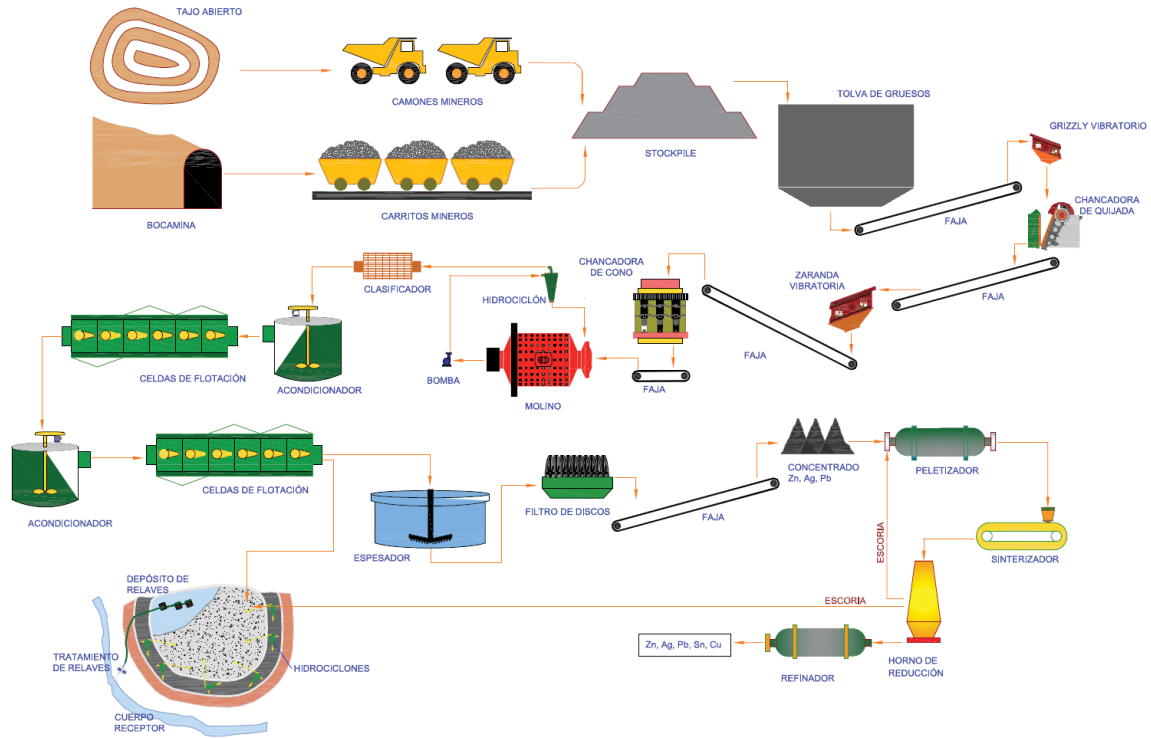 TAJO ABIERTO
CAMONES MINEROS
STOCKPILE
TOLVA DE GRUESOS
GRIZZLY VIBRATORIO
BOCAMINA
CARRITOS MINEROS
FAJA
CHANCADORA
DE QUIJADA
CLASIFICADOR
HIDROCICLÓN
CHANCADORA
DE CONO
ZARANDA
VIBRATORIA
FAJA
FAJA
CELDAS DE FLOTACIÓN
ACONDICIONADOR
BOMBA
MOLINO
FAJA
ACONDICIONADOR
CELDAS DE FLOTACIÓN
ESPESADOR
FILTRO DE DISCOS
FAJA
CONCENTRADO
Zn, Ag, Pb
PELETIZADOR
ESCORIA
SINTERIZADOR
DEPÓSITO DE
RELAVES
ESCORIA
TRATAMIENTO
DE RELAVES
HIDROCICLONES
Zn, Ag, Pb, Sn, Cu
REFINADOR
HORNO DE
REDUCCIÓN
CUERPO
RECEPTOR